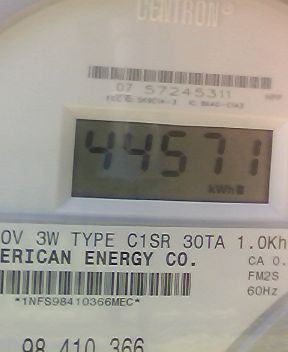 CENTRON®
07 57245311
44571
kWh
0V 3W TYPE C1SR 30TA 1.0Kh
ERICAN ENERGY CO.
CA 0.
FM2S
*1NFS98410366MEC*
60Hz
98 410 366